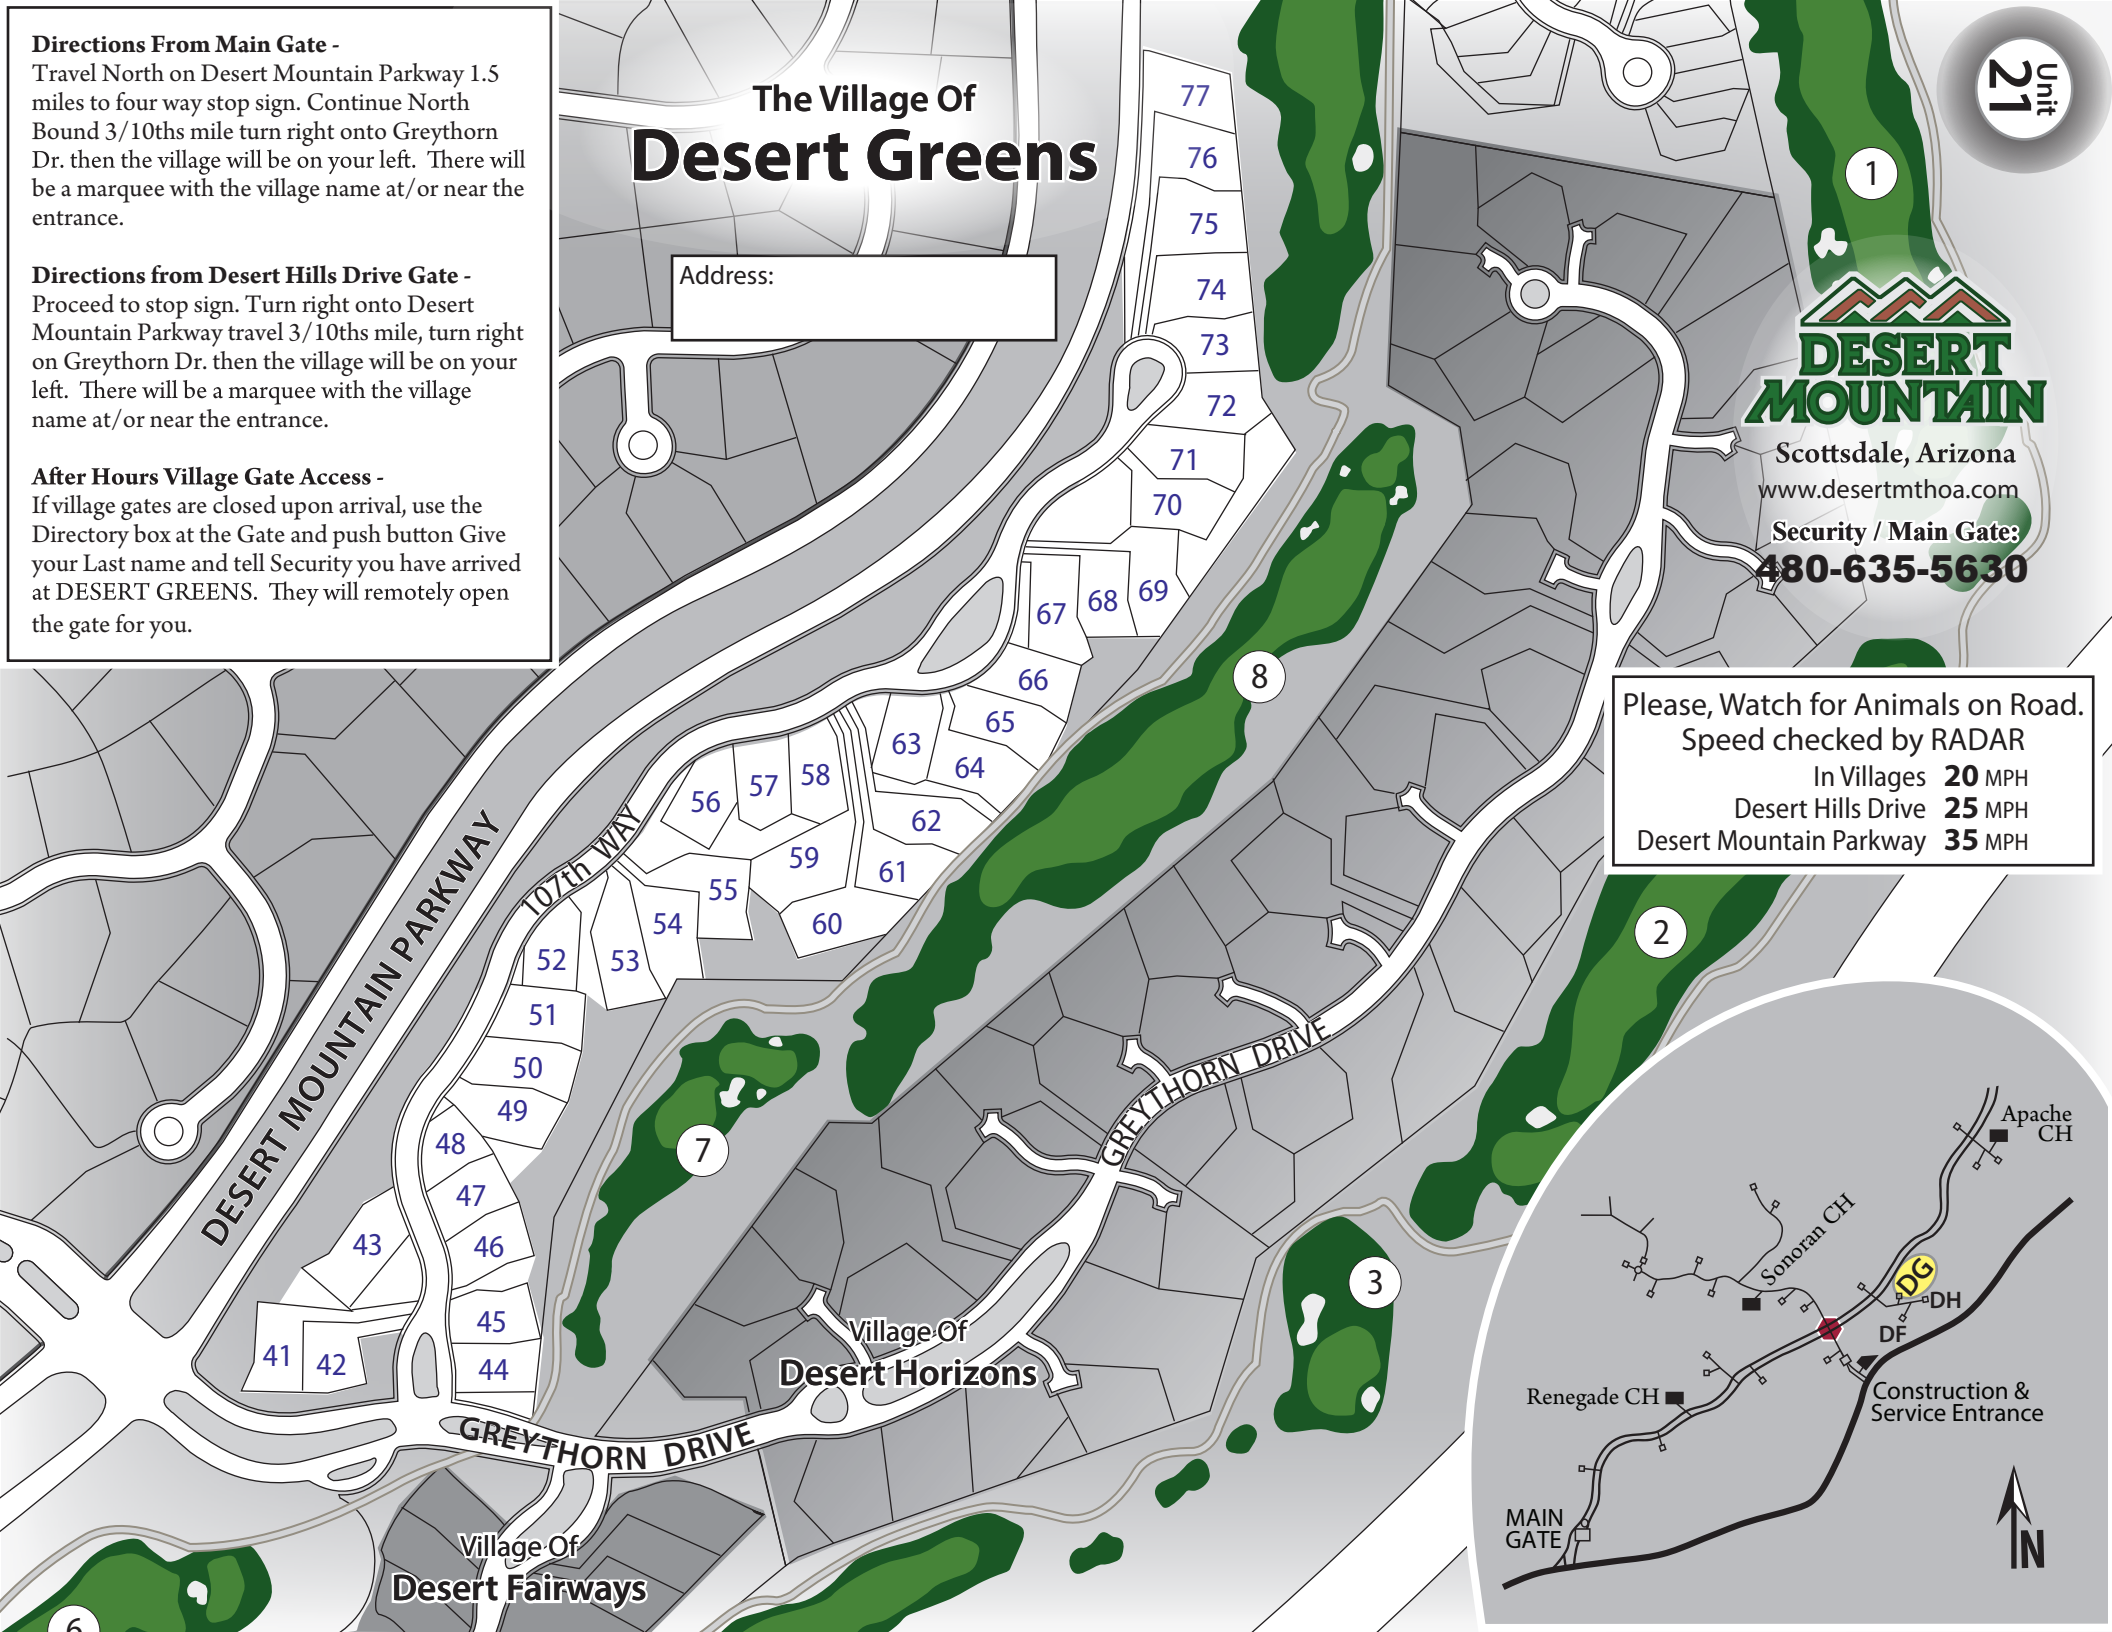 Directions From Main Gate -
Travel North on Desert Mountain Parkway 1.5
miles to four way stop sign. Continue North
Bound 3/10ths mile turn right onto Greythorn
Dr. then the village will be on your left.  There will
be a marquee with the village name at/or near the
entrance.
Directions from Desert Hills Drive Gate -
Proceed to stop sign. Turn right onto Desert
Mountain Parkway travel 3/10ths mile, turn right
on Greythorn Dr. then the village will be on your
left.  There will be a marquee with the village
name at/or near the entrance.
After Hours Village Gate Access -
If village gates are closed upon arrival, use the
Directory box at the Gate and push button Give
your Last name and tell Security you have arrived
at DESERT GREENS.  They will remotely open
the gate for you.
The Village Of
Desert Greens
Address:
Unit
21
DESERT
MOUNTAIN
Scottsdale, Arizona
www.desertmthoa.com
Security / Main Gate:
480-635-5630
Please, Watch for Animals on Road.
Speed checked by RADAR
In Villages 20 MPH
Desert Hills Drive 25 MPH
Desert Mountain Parkway 35 MPH
77
76
75
74
73
72
71
70
69
68
67
66
65
64
63
62
61
60
59
58
57
56
55
54
53
52
51
50
49
48
47
46
45
44
43
42
41
1
8
2
7
3
6
107th WAY
DESERT MOUNTAIN PARKWAY
GREYTHORN DRIVE
GREYTHORN DRIVE
Village Of
Desert Horizons
Village Of
Desert Fairways
Apache
CH
Sonoran CH
DG
DH
DF
Renegade CH
Construction &
Service Entrance
MAIN
GATE
N